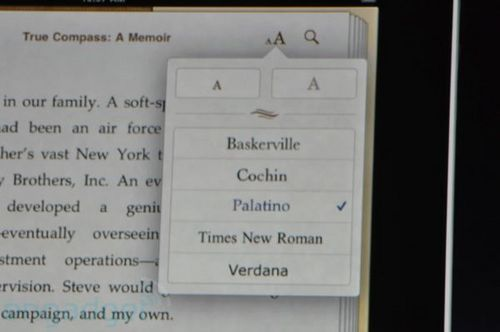 True Compass: A Memoir
AA
A A
in our family. A soft-s
Baskerville
ad been an air force
her's vast New York t
Cochin
y Brothers, Inc. An ev
developed a geni
Palatino
eventually overseein
stment operations—
Times New Roman
rvision. Steve would
Verdana
campaign, and my own.
engadget